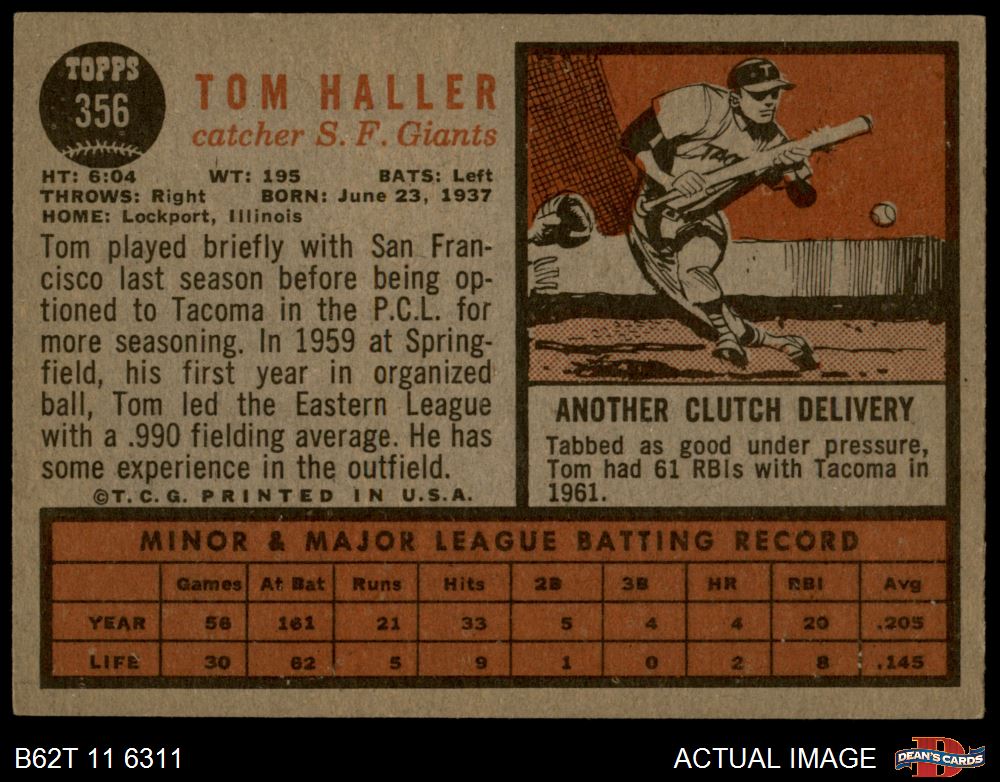 TOPPS
356
TOM HALLER
catcher S. F. Giants
HT: 6:04 WT: 195 BATS: Left
THROWS: Right BORN: June 23, 1937
HOME: Lockport, Illinois
Tom played briefly with San Fran-
cisco last season before being op-
tioned to Tacoma in the P.C.L. for
more seasoning. In 1959 at Spring-
field, his first year in organized
ball, Tom led the Eastern League
with a .990 fielding average. He has
some experience in the outfield.
©T.C.G. PRINTED IN U.S.A.
T
TAC
ANOTHER CLUTCH DELIVERY
Tabbed as good under pressure,
Tom had 61 RBIs with Tacoma in
1961.
MINOR & MAJOR LEAGUE BATTING RECORD
Games At Bat Runs Hits 2B 3B HR RBI Avg
YEAR 56 161 21 33 5 4 4 20 .205
LIFE 30 62 5 9 1 0 2 8 .145
B62T 11 6311
ACTUAL IMAGE
D
DEAN'S CARDS